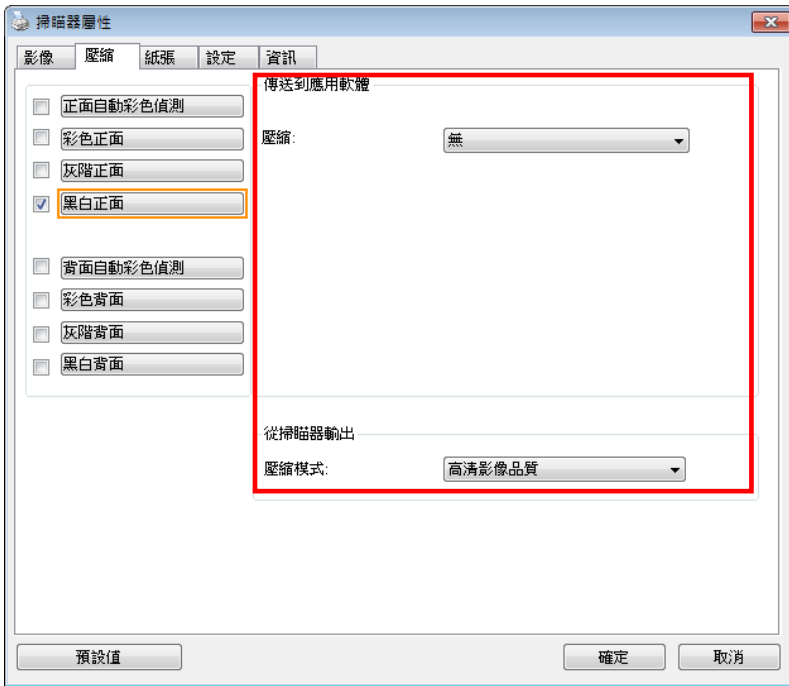 掃瞄器屬性
影像 壓縮 紙張 設定 資訊
正面自動彩色偵測
彩色正面
灰階正面
黑白正面
背面自動彩色偵測
彩色背面
灰階背面
黑白背面
傳送到應用軟體
壓縮: 無
從掃瞄器輸出
壓縮模式: 高清影像品質
預設值 確定 取消